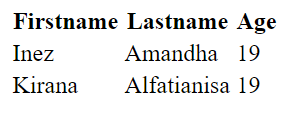 Firstname Lastname Age
Inez Amandha 19
Kirana Alfatianisa 19